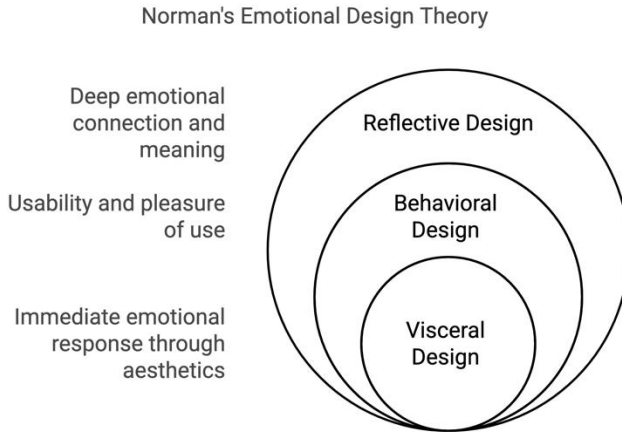 Norman's Emotional Design Theory
Deep emotional
connection and
meaning
Reflective Design
Usability and pleasure
of use
Behavioral
Design
Immediate emotional
response through
aesthetics
Visceral
Design